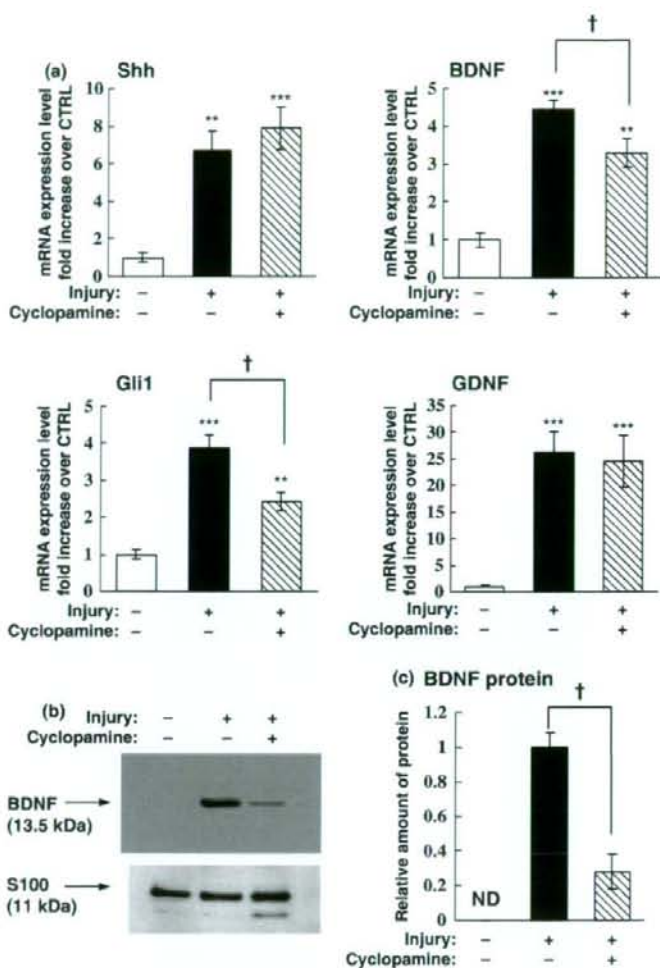 (a) Shh
mRNA expression level
fold increase over CTRL
10
8
6
4
2
0
** ***
Injury: – + +
Cyclopamine: – – +
BDNF
†
mRNA expression level
fold increase over CTRL
5
4
3
2
1
0
*** **
Injury: – + +
Cyclopamine: – – +
Gli1
†
mRNA expression level
fold increase over CTRL
5
4
3
2
1
0
*** **
Injury: – + +
Cyclopamine: – – +
GDNF
mRNA expression level
fold increase over CTRL
35
30
25
20
15
10
5
0
*** ***
Injury: – + +
Cyclopamine: – – +
(b) Injury: – + +
Cyclopamine: – – +
BDNF
(13.5 kDa)
S100
(11 kDa)
(c) BDNF protein
†
Relative amount of protein
1.2
1
0.8
0.6
0.4
0.2
0
ND
Injury: – + +
Cyclopamine: – – +